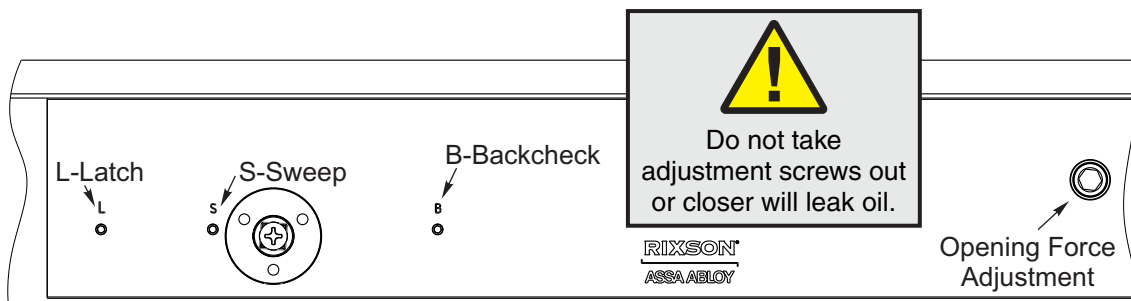 Do not take
adjustment screws out
or closer will leak oil.
L-Latch
S-Sweep
B-Backcheck
L
S
B
RIXSON®
ASSA ABLOY
Opening Force
Adjustment